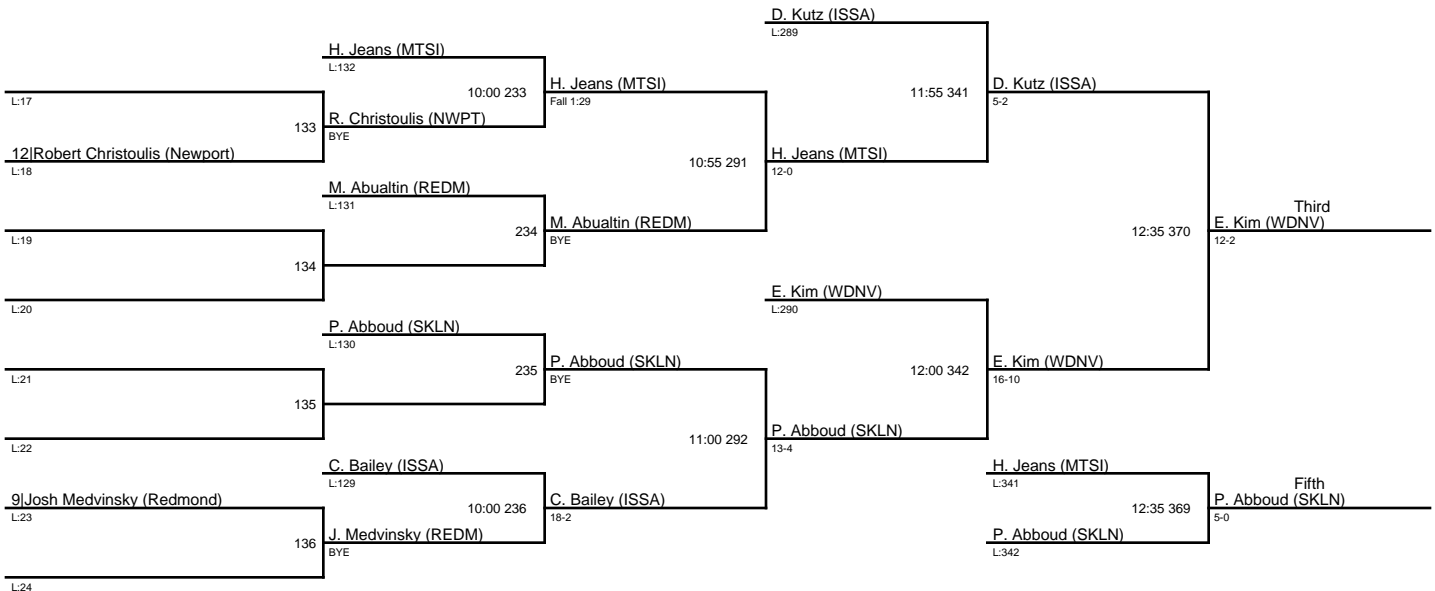 D. Kutz (ISSA)
L:289
H. Jeans (MTSI)
L:132
10:00 233
H. Jeans (MTSI)
Fall 1:29
11:55 341
D. Kutz (ISSA)
5-2
L:17
133
R. Christoulis (NWPT)
BYE
12|Robert Christoulis (Newport)
L:18
10:55 291
H. Jeans (MTSI)
12-0
M. Abualtin (REDM)
L:131
Third
L:19
234
M. Abualtin (REDM)
BYE
12:35 370
E. Kim (WDNV)
12-2
134
L:20
E. Kim (WDNV)
L:290
P. Abboud (SKLN)
L:130
L:21
235
P. Abboud (SKLN)
BYE
12:00 342
E. Kim (WDNV)
16-10
135
L:22
11:00 292
P. Abboud (SKLN)
13-4
C. Bailey (ISSA)
L:129
H. Jeans (MTSI)
L:341
Fifth
9|Josh Medvinsky (Redmond)
L:23
10:00 236
C. Bailey (ISSA)
18-2
12:35 369
P. Abboud (SKLN)
5-0
136
J. Medvinsky (REDM)
BYE
P. Abboud (SKLN)
L:342
L:24